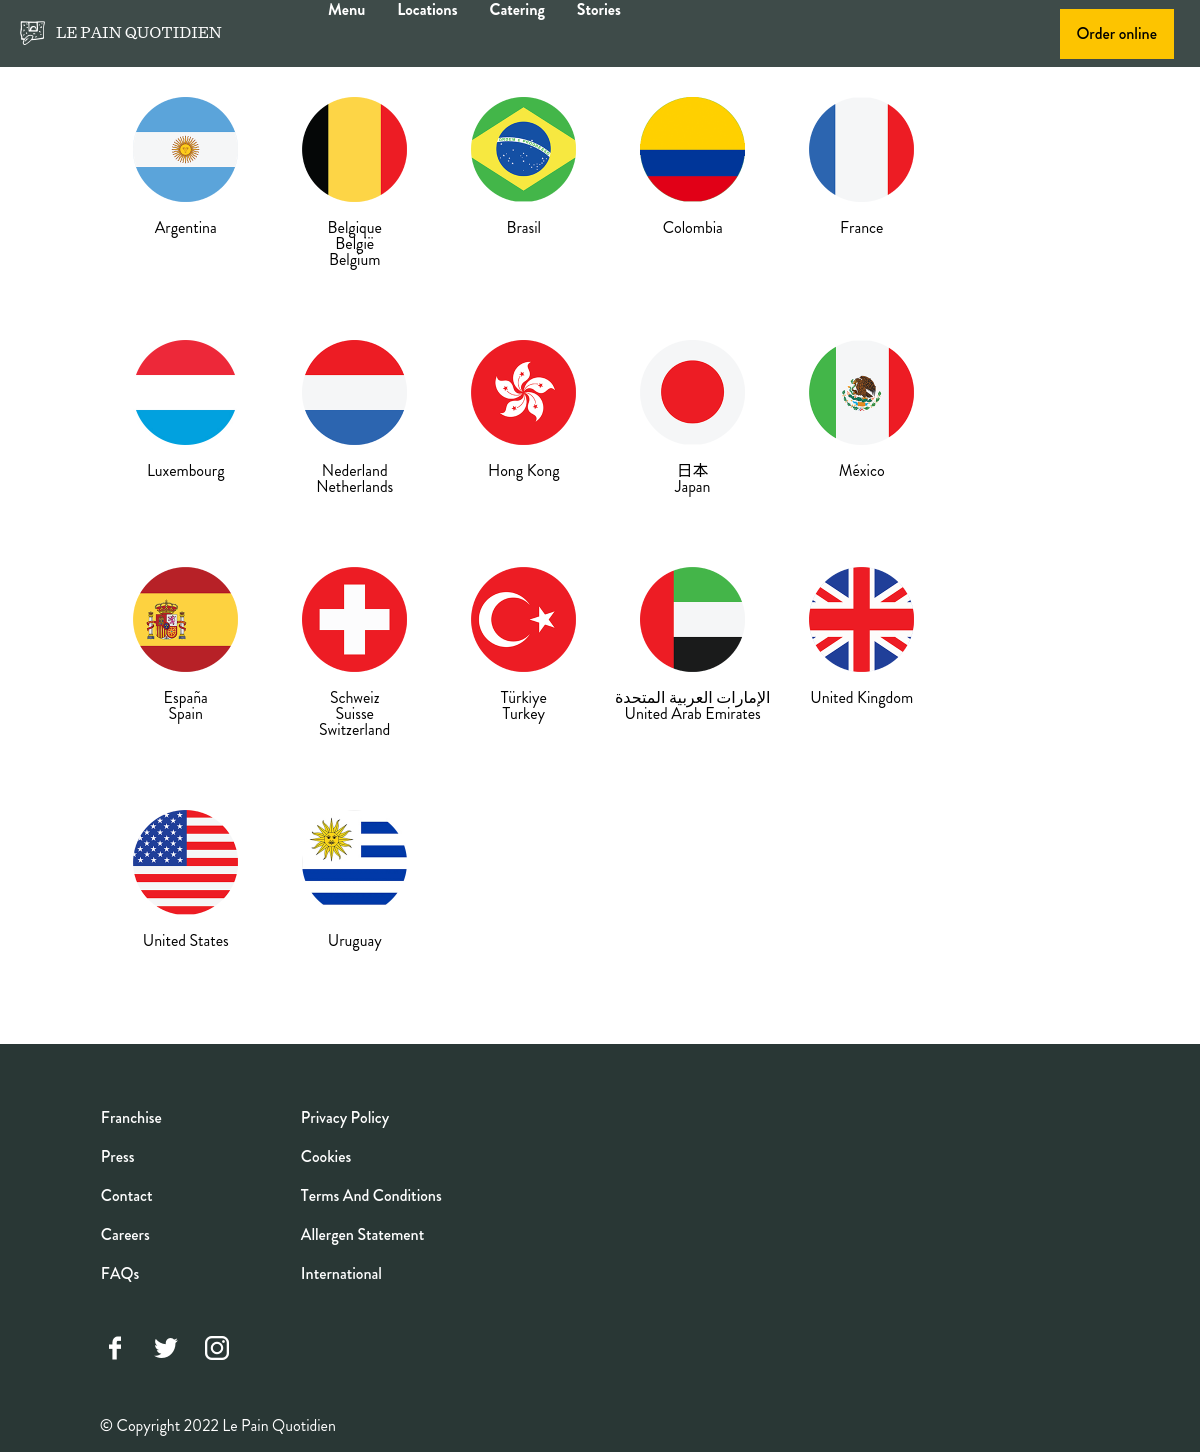 LE PAIN QUOTIDIEN
Menu Locations Catering Stories
Order online
Argentina
Belgique
België
Belgium
Brasil
Colombia
France
Luxembourg
Nederland
Netherlands
Hong Kong
日本
Japan
México
España
Spain
Schweiz
Suisse
Switzerland
Türkiye
Turkey
الإمارات العربية المتحدة
United Arab Emirates
United Kingdom
United States
Uruguay
Franchise
Press
Contact
Careers
FAQs
Privacy Policy
Cookies
Terms And Conditions
Allergen Statement
International
© Copyright 2022 Le Pain Quotidien